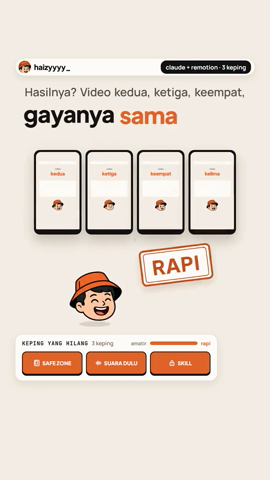 haizyyyy_
claude + remotion · 3 keping
Hasilnya? Video kedua, ketiga, keempat,
gayanya sama
kedua
ketiga
keempat
kelima
RAPI
KEPING YANG HILANG 3 keping
amatir
rapi
SAFEZONE
SUARA DULU
SKILL